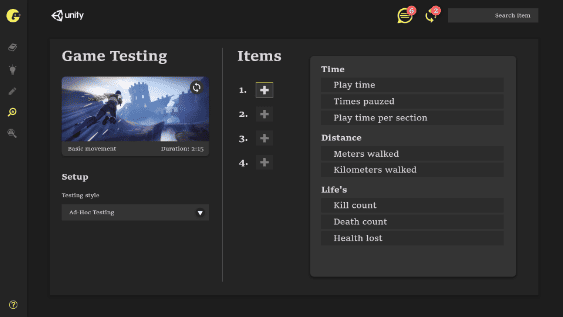 unity
6
2
Search item
Game Testing
Basic movement
Duration: 2:15
Setup
Testing style
Ad-Hoc Testing
Items
1.
2.
3.
4.
Time
Play time
Times pauzed
Play time per section
Distance
Meters walked
Kilometers walked
Life's
Kill count
Death count
Health lost